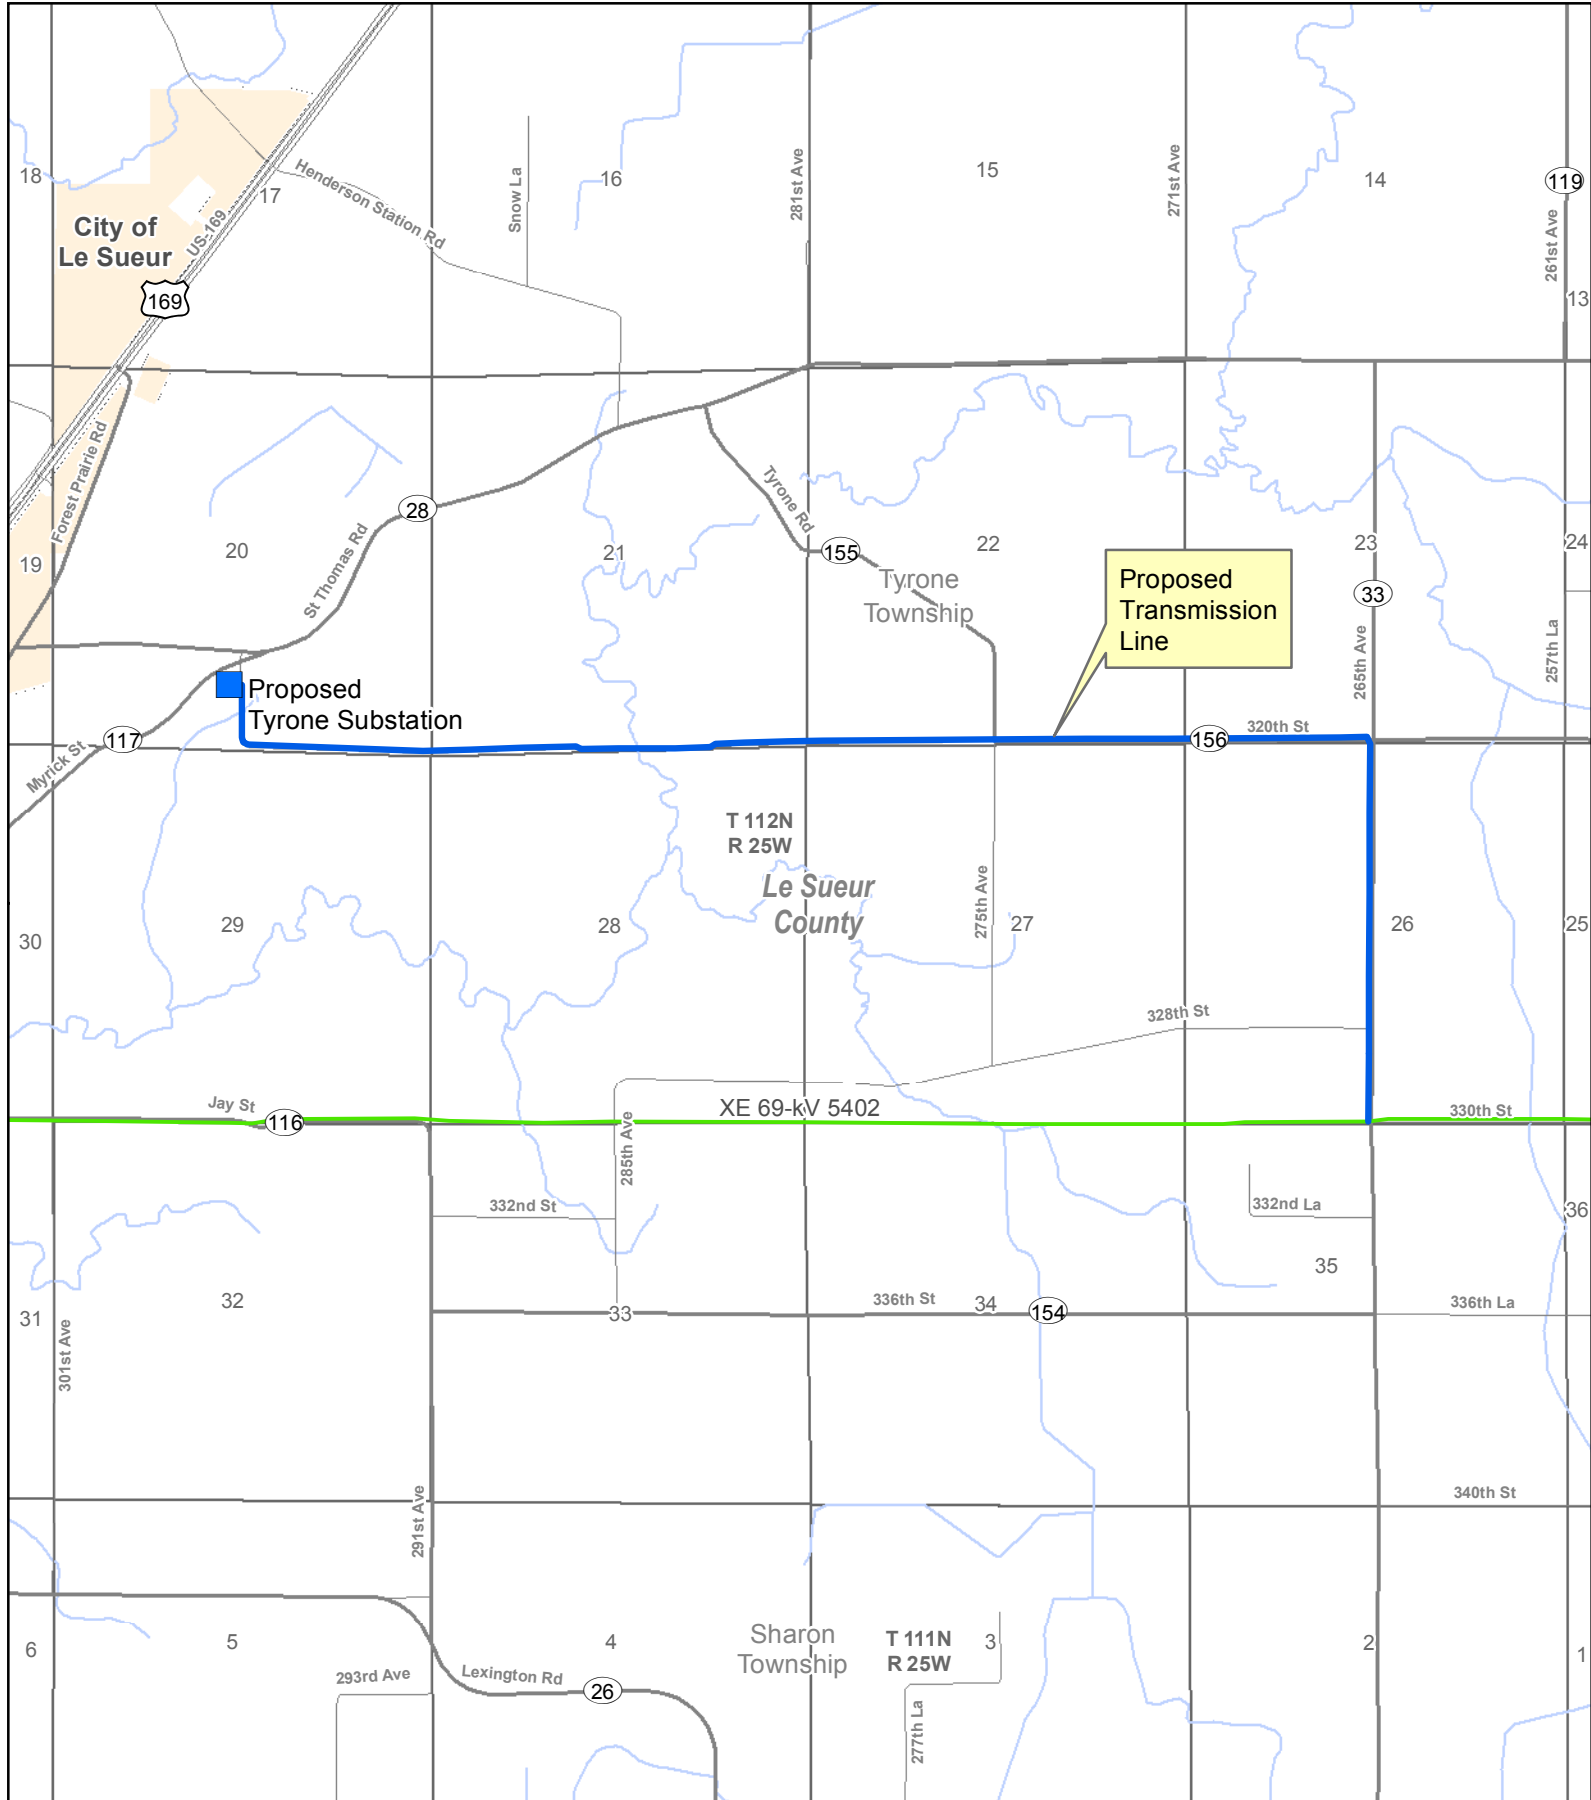 18
17
16
15
14
119
Henderson Station Rd
Snow La
281st Ave
271st Ave
261st Ave
City of
Le Sueur
US-169
169
13
Forest Prairie Rd
28
Tyrone Rd
155
19
20
St Thomas Rd
21
22
23
24
Tyrone
Township
Proposed
Transmission
Line
33
265th Ave
257th La
Proposed
Tyrone Substation
117
Myrick St
156
320th St
T 112N
R 25W
Le Sueur
County
275th Ave
30
29
28
27
26
25
328th St
Jay St
116
XE 69-kV 5402
330th St
285th Ave
332nd St
332nd La
36
35
31
32
33
336th St
34
154
336th La
301st Ave
291st Ave
340th St
6
5
4
Sharon
Township
T 111N
R 25W
3
2
1
293rd Ave
Lexington Rd
26
277th La